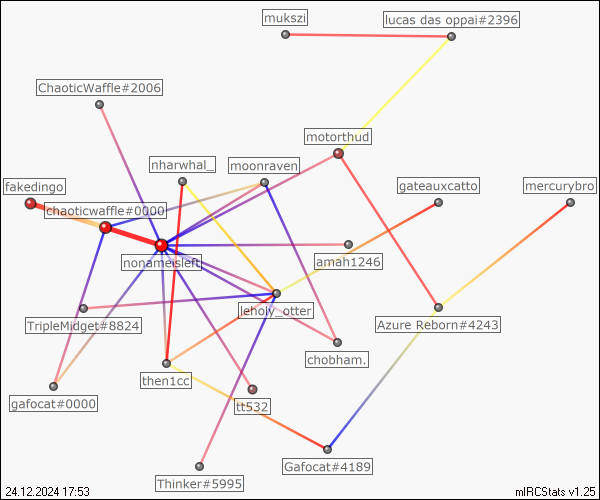 mukszi
lucas das oppai#2396
ChaoticWaffle#2006
motorthud
nharwhal_
moonraven
fakedingo
gateauxcatto
mercurybro
chaoticwaffle#0000
nonameisleft
amah1246
leholy_otter
TripleMidget#8824
Azure Reborn#4243
chobham.
then1cc
gafocat#0000
tt532
Gafocat#4189
Thinker#5995
24.12.2024 17:53
mIRCStats v1.25